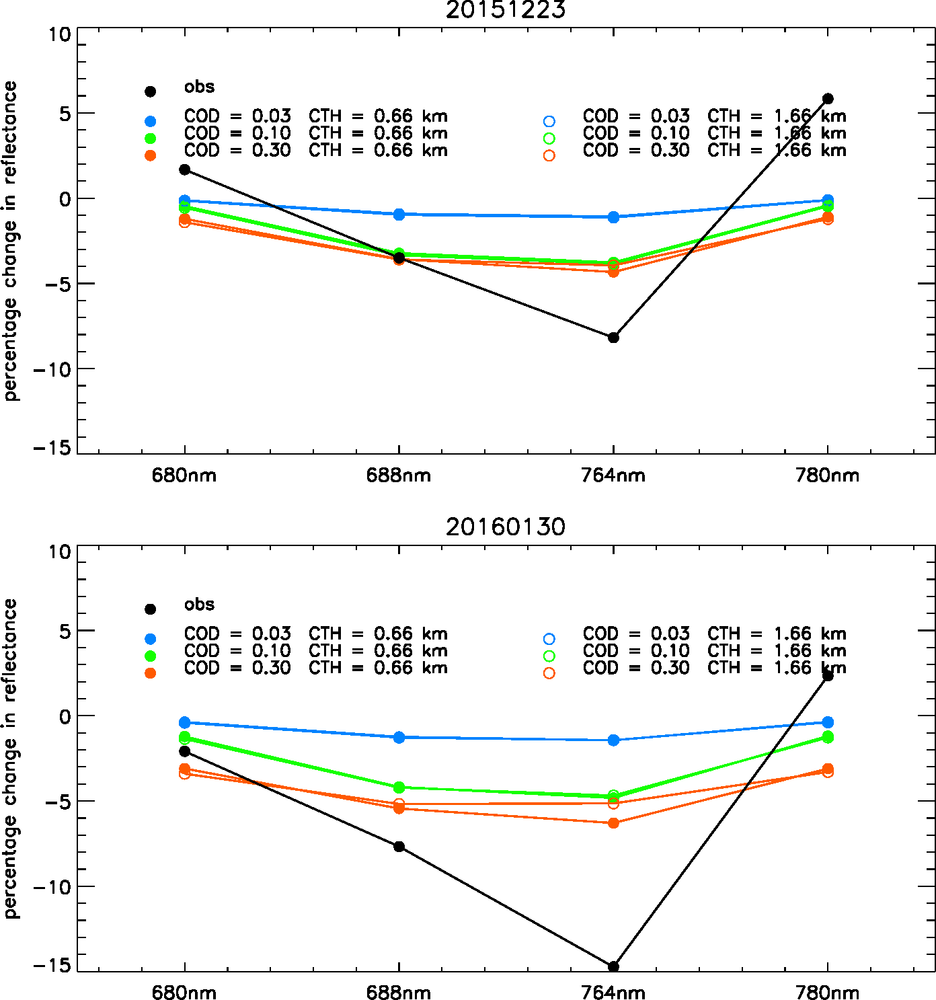 20151223
percentage change in reflectance
10
5
0
−5
−10
−15
obs
COD = 0.03 CTH = 0.66 km
COD = 0.10 CTH = 0.66 km
COD = 0.30 CTH = 0.66 km
COD = 0.03 CTH = 1.66 km
COD = 0.10 CTH = 1.66 km
COD = 0.30 CTH = 1.66 km
680nm 688nm 764nm 780nm
20160130
percentage change in reflectance
10
5
0
−5
−10
−15
obs
COD = 0.03 CTH = 0.66 km
COD = 0.10 CTH = 0.66 km
COD = 0.30 CTH = 0.66 km
COD = 0.03 CTH = 1.66 km
COD = 0.10 CTH = 1.66 km
COD = 0.30 CTH = 1.66 km
680nm 688nm 764nm 780nm